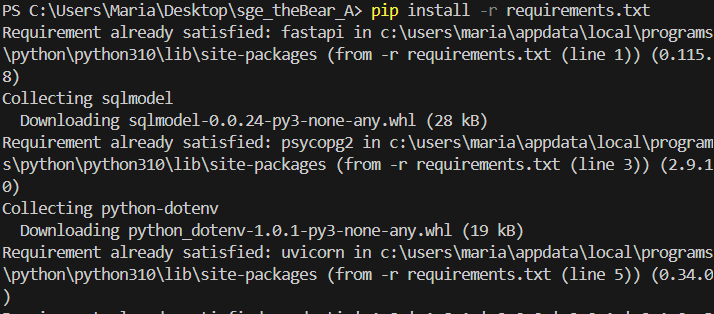 PS C:\Users\Maria\Desktop\sge_theBear_A> pip install -r requirements.txt
Requirement already satisfied: fastapi in c:\users\maria\appdata\local\programs
\python\python310\lib\site-packages (from -r requirements.txt (line 1)) (0.115.
8)
Collecting sqlmodel
  Downloading sqlmodel-0.0.24-py3-none-any.whl (28 kB)
Requirement already satisfied: psycopg2 in c:\users\maria\appdata\local\program
s\python\python310\lib\site-packages (from -r requirements.txt (line 3)) (2.9.1
0)
Collecting python-dotenv
  Downloading python_dotenv-1.0.1-py3-none-any.whl (19 kB)
Requirement already satisfied: uvicorn in c:\users\maria\appdata\local\programs
\python\python310\lib\site-packages (from -r requirements.txt (line 5)) (0.34.0
)